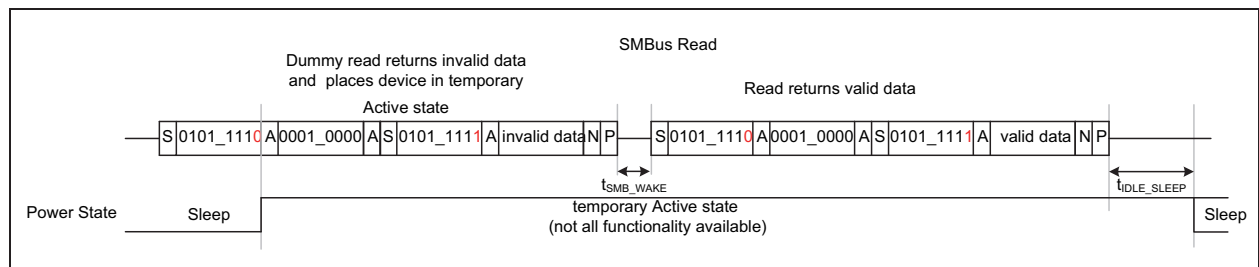 SMBus Read
Dummy read returns invalid data
and places device in temporary
Active state
Read returns valid data
S 0101_1110 A 0001_0000 A S 0101_1111 A invalid data N P
S 0101_1110 A 0001_0000 A S 0101_1111 A valid data N P
tSMB_WAKE
tIDLE_SLEEP
Power State
Sleep
temporary Active state
(not all functionality available)
Sleep